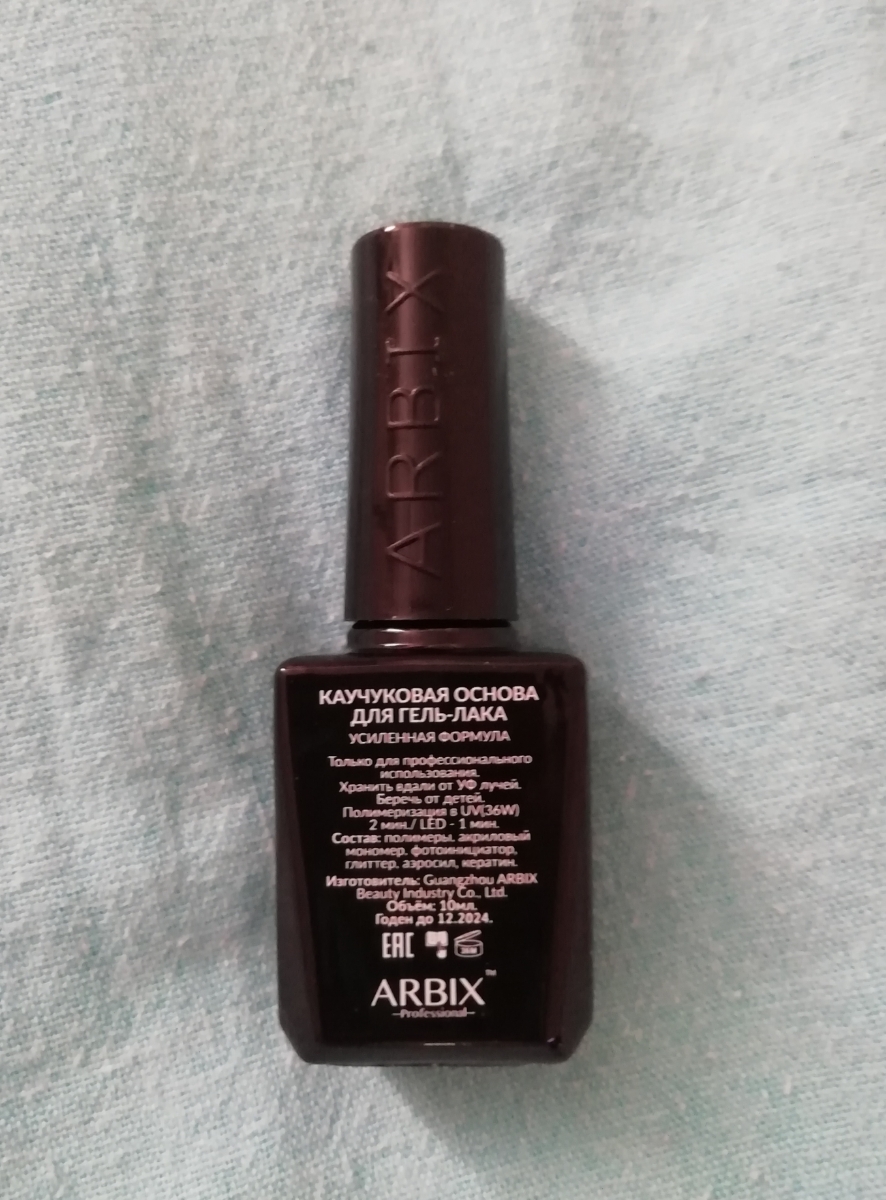 ARBIX
КАУЧУКОВАЯ ОСНОВА
ДЛЯ ГЕЛЬ-ЛАКА
УСИЛЕННАЯ ФОРМУЛА
Только для профессионального
использования.
Хранить вдали от УФ лучей.
Беречь от детей.
Полимеризация в UV(36W)
2 мин./ LED - 1 мин.
Состав: полимеры, акриловый
мономер, фотоинициатор,
глиттер, аэросил, кератин.
Изготовитель: Guangzhou ARBIX
Beauty Industry Co., Ltd.
Объём: 10мл.
Годен до 12.2024.
EAC
ARBIX™
Professional